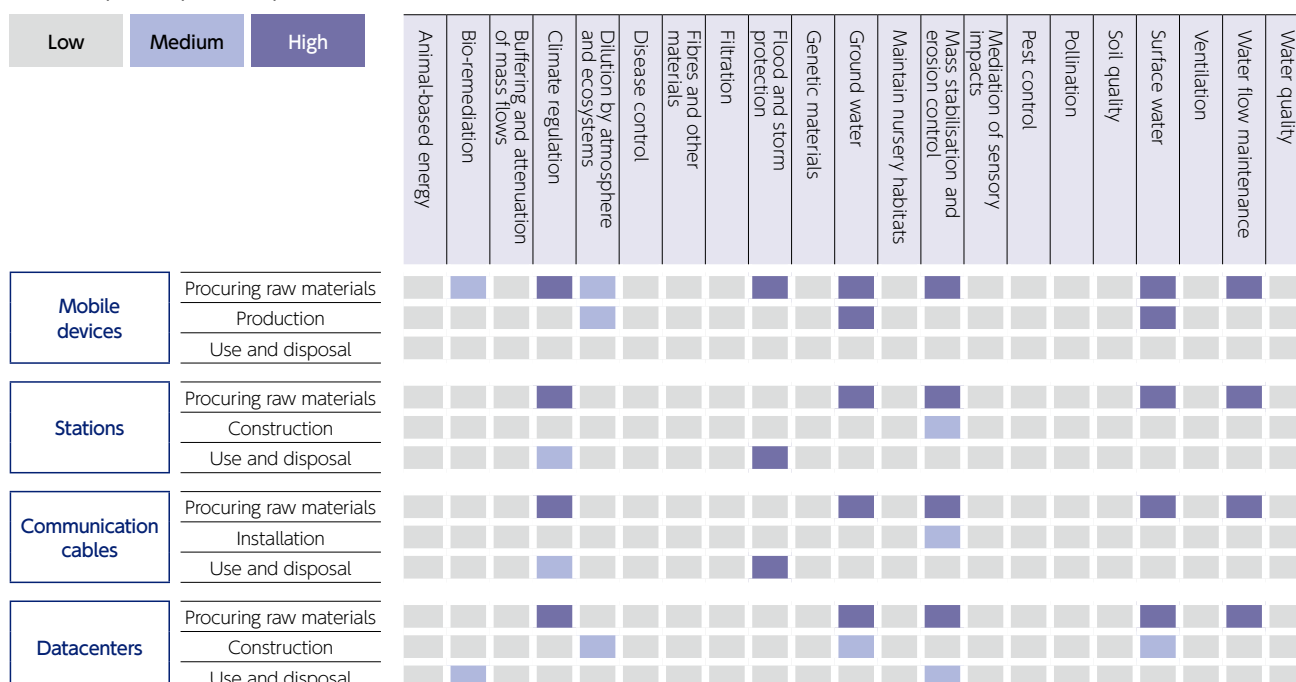 Low
Medium
High
Animal-based energy
Bio-remediation
Buffering and attenuation
of mass flows
Climate regulation
Dilution by atmosphere
and ecosystems
Disease control
Fibres and other
materials
Filtration
Flood and storm
protection
Genetic materials
Ground water
Maintain nursery habitats
Mass stabilisation and
erosion control
Mediation of sensory
impacts
Pest control
Pollination
Soil quality
Surface water
Ventilation
Water flow maintenance
Water quality
Mobile
devices
Procuring raw materials
Production
Use and disposal
Stations
Procuring raw materials
Construction
Use and disposal
Communication
cables
Procuring raw materials
Installation
Use and disposal
Datacenters
Procuring raw materials
Construction
Use and disposal